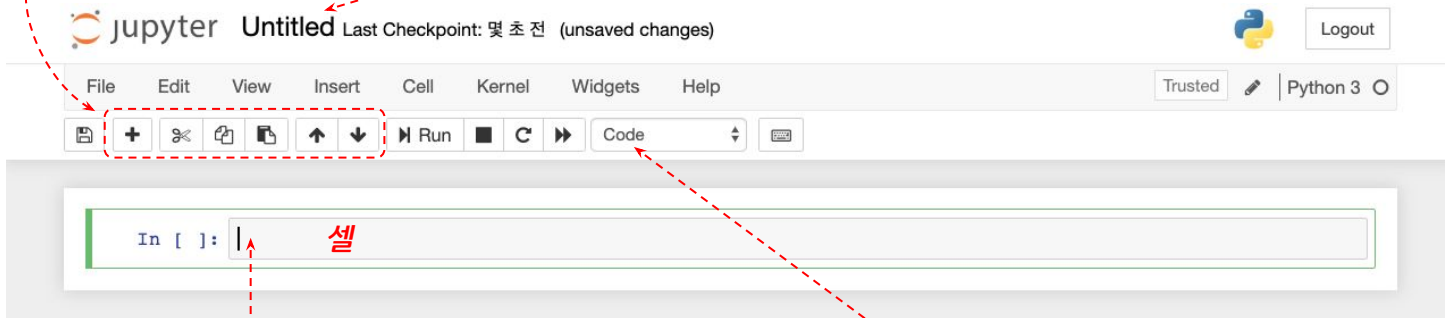 jupyter Untitled Last Checkpoint: 몇 초 전 (unsaved changes) Logout
File Edit View Insert Cell Kernel Widgets Help Trusted Python 3
Run Code
In [ ]: 셀